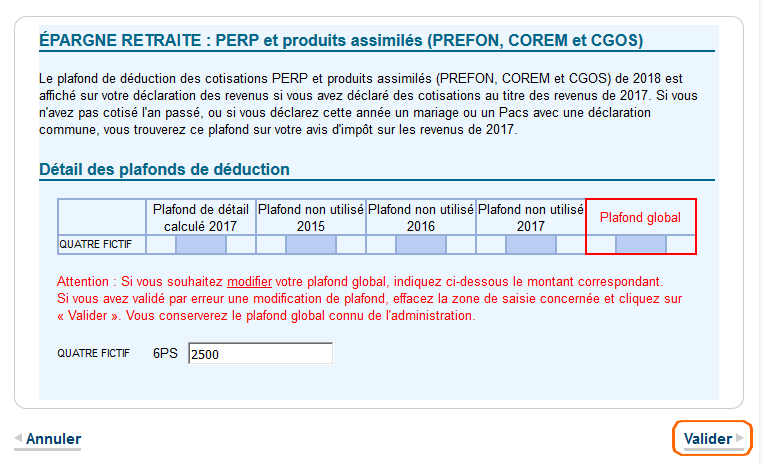 ÉPARGNE RETRAITE : PERP et produits assimilés (PREFON, COREM et CGOS)
Le plafond de déduction des cotisations PERP et produits assimilés (PREFON, COREM et CGOS) de 2018 est
affiché sur votre déclaration des revenus si vous avez déclaré des cotisations au titre des revenus de 2017. Si vous
n'avez pas cotisé l'an passé, ou si vous déclarez cette année un mariage ou un Pacs avec une déclaration
commune, vous trouverez ce plafond sur votre avis d'impôt sur les revenus de 2017.
Détail des plafonds de déduction
Plafond de détail calculé 2017 Plafond non utilisé 2015 Plafond non utilisé 2016 Plafond non utilisé 2017 Plafond global
QUATRE FICTIF
Attention : Si vous souhaitez modifier votre plafond global, indiquez ci-dessous le montant correspondant.
Si vous avez validé par erreur une modification de plafond, effacez la zone de saisie concernée et cliquez sur
« Valider ». Vous conserverez le plafond global connu de l'administration.
QUATRE FICTIF 6PS 2500
Annuler Valider